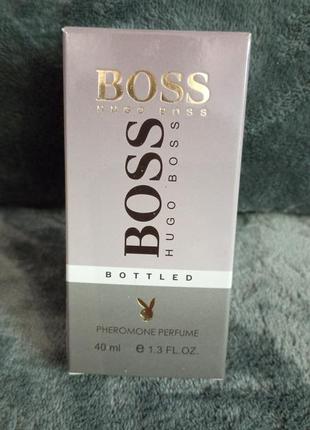 BOSS
HUGO BOSS
BOSS
HUGO BOSS
BOTTLED
PHEROMONE PERFUME
40 ml e 1.3 FL.OZ.